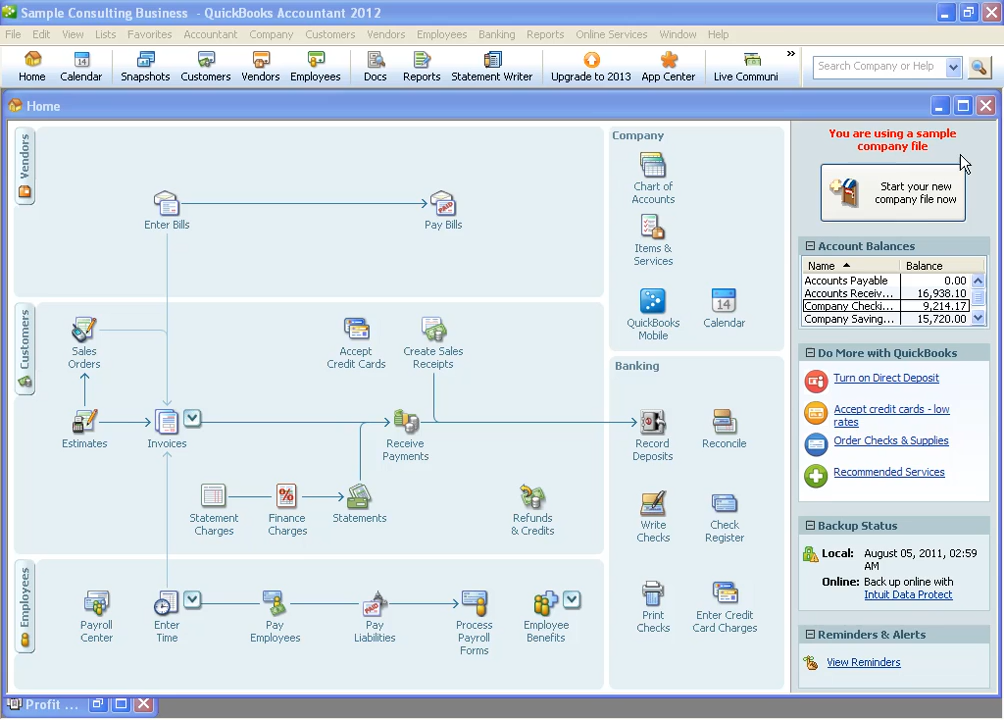 Sample Consulting Business - QuickBooks Accountant 2012
File Edit View Lists Favorites Accountant Company Customers Vendors Employees Banking Reports Online Services Window Help
Home Calendar Snapshots Customers Vendors Employees Docs Reports Statement Writer Upgrade to 2013 App Center Live Communi »
Search Company or Help
Home
Vendors
Enter Bills
Pay Bills
Customers
Sales
Orders
Accept
Credit Cards
Create Sales
Receipts
Estimates
Invoices
Receive
Payments
Statement
Charges
Finance
Charges
Statements
Refunds
& Credits
Employees
Payroll
Center
Enter
Time
Pay
Employees
Pay
Liabilities
Process
Payroll
Forms
Employee
Benefits
Company
Chart of
Accounts
Items &
Services
QuickBooks
Mobile
14
Calendar
Banking
Record
Deposits
Reconcile
Write
Checks
Check
Register
Print
Checks
Enter Credit
Card Charges
You are using a sample
company file
Start your new
company file now
Account Balances
Name Balance
Accounts Payable 0.00
Accounts Receiv... 16,938.10
Company Checki... 9,214.17
Company Saving... 15,720.00
Do More with QuickBooks
Turn on Direct Deposit
Accept credit cards - low
rates
Order Checks & Supplies
Recommended Services
Backup Status
Local: August 05, 2011, 02:59
AM
Online: Back up online with
Intuit Data Protect
Reminders & Alerts
View Reminders
Profit ...